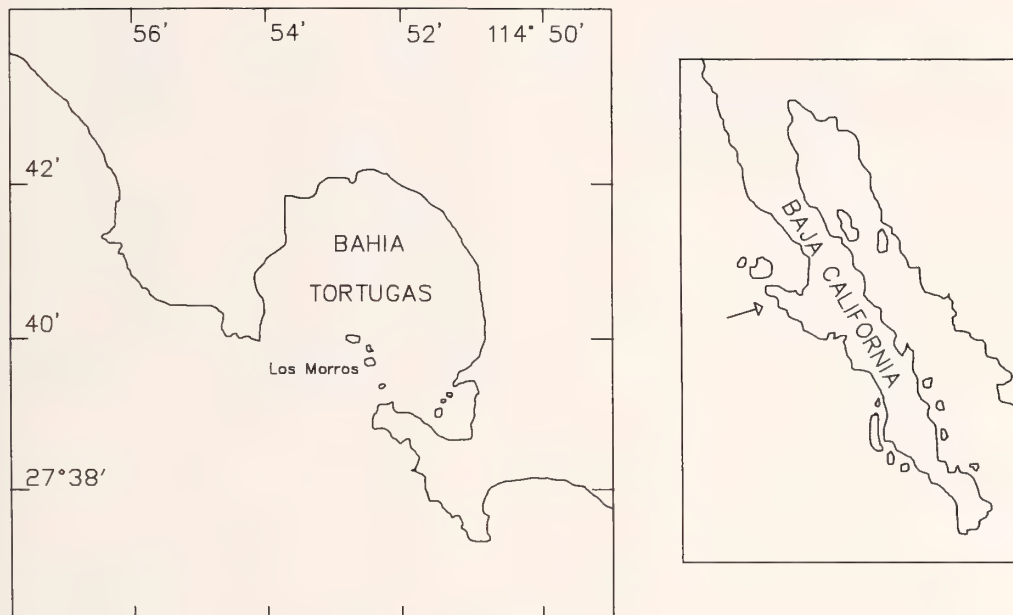 56' 54' 52' 114° 50'
42'
BAHIA
TORTUGAS
40'
Los Morros
27°38'
BAJA CALIFORNIA